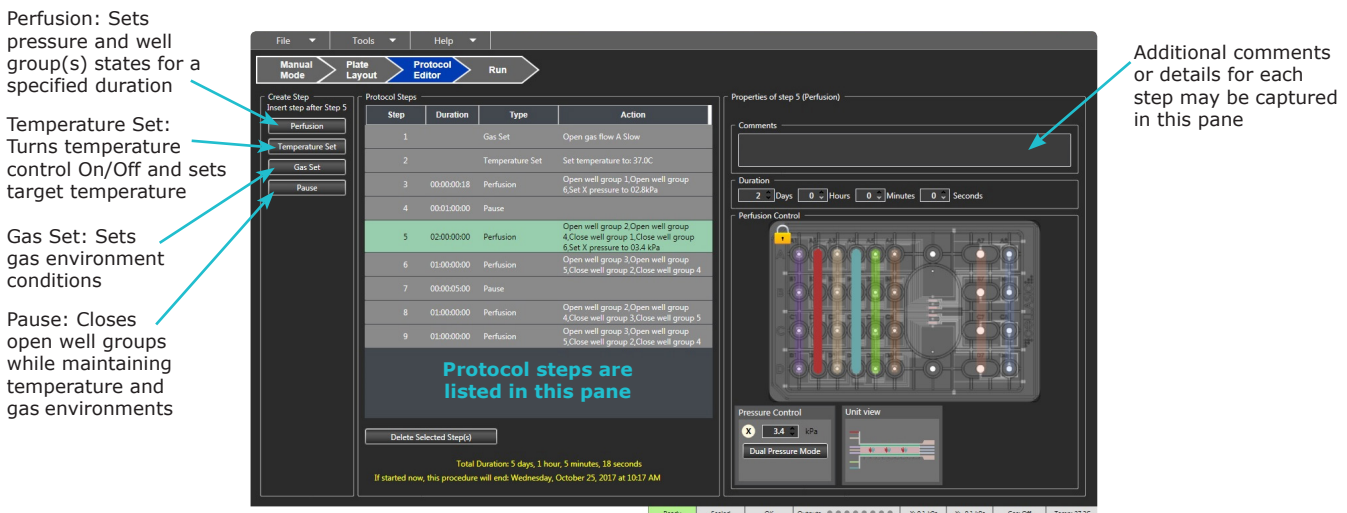 Perfusion: Sets
pressure and well
group(s) states for a
specified duration
Temperature Set:
Turns temperature
control On/Off and sets
target temperature
Gas Set: Sets
gas environment
conditions
Pause: Closes
open well groups
while maintaining
temperature and
gas environments
File Tools Help
Manual Mode
Plate Layout
Protocol Editor
Run
Create Step
Insert step after Step 5
Perfusion
Temperature Set
Gas Set
Pause
Protocol Steps
Step Duration Type Action
1 Gas Set Open gas flow A Slow
2 Temperature Set Set temperature to: 37.0C
3 00:00:00:18 Perfusion Open well group 1,Open well group
6,Set X pressure to 02.8kPa
4 00:01:00:00 Pause
5 02:00:00:00 Perfusion Open well group 2,Open well group
4,Close well group 1,Close well group
6,Set X pressure to 03.4 kPa
6 01:00:00:00 Perfusion Open well group 3,Open well group
5,Close well group 2,Close well group 4
7 00:00:05:00 Pause
8 01:00:00:00 Perfusion Open well group 2,Open well group
4,Close well group 3,Close well group 5
9 01:00:00:00 Perfusion Open well group 3,Open well group
5,Close well group 2,Close well group 4
Protocol steps are
listed in this pane
Delete Selected Step(s)
Total Duration: 5 days, 1 hour, 5 minutes, 18 seconds
If started now, this procedure will end: Wednesday, October 25, 2017 at 10:17 AM
Properties of step 5 (Perfusion)
Comments
Duration
2 Days 0 Hours 0 Minutes 0 Seconds
Perfusion Control
Pressure Control
X 3.4 kPa
Dual Pressure Mode
Unit view
Additional comments
or details for each
step may be captured
in this pane